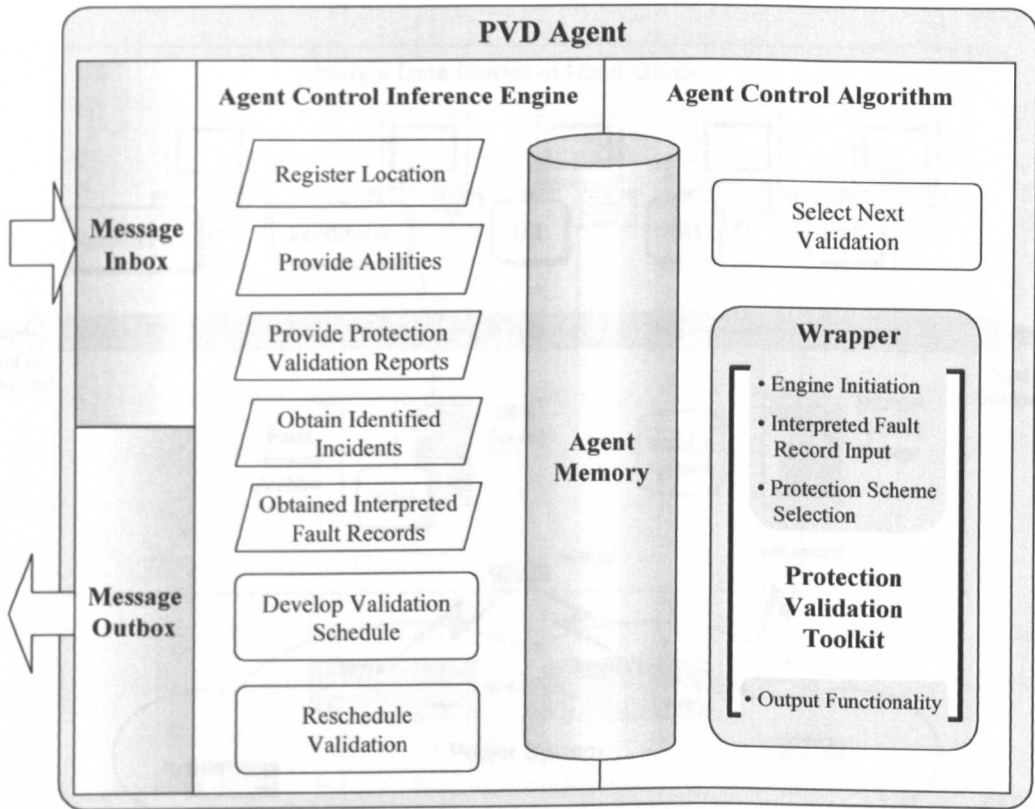 PVD Agent
Agent Control Inference Engine
Agent Control Algorithm
Message
Inbox
Message
Outbox
Register Location
Provide Abilities
Provide Protection
Validation Reports
Obtain Identified
Incidents
Obtained Interpreted
Fault Records
Develop Validation
Schedule
Reschedule
Validation
Agent
Memory
Select Next
Validation
Wrapper
• Engine Initiation
• Interpreted Fault
Record Input
• Protection Scheme
Selection
Protection
Validation
Toolkit
• Output Functionality